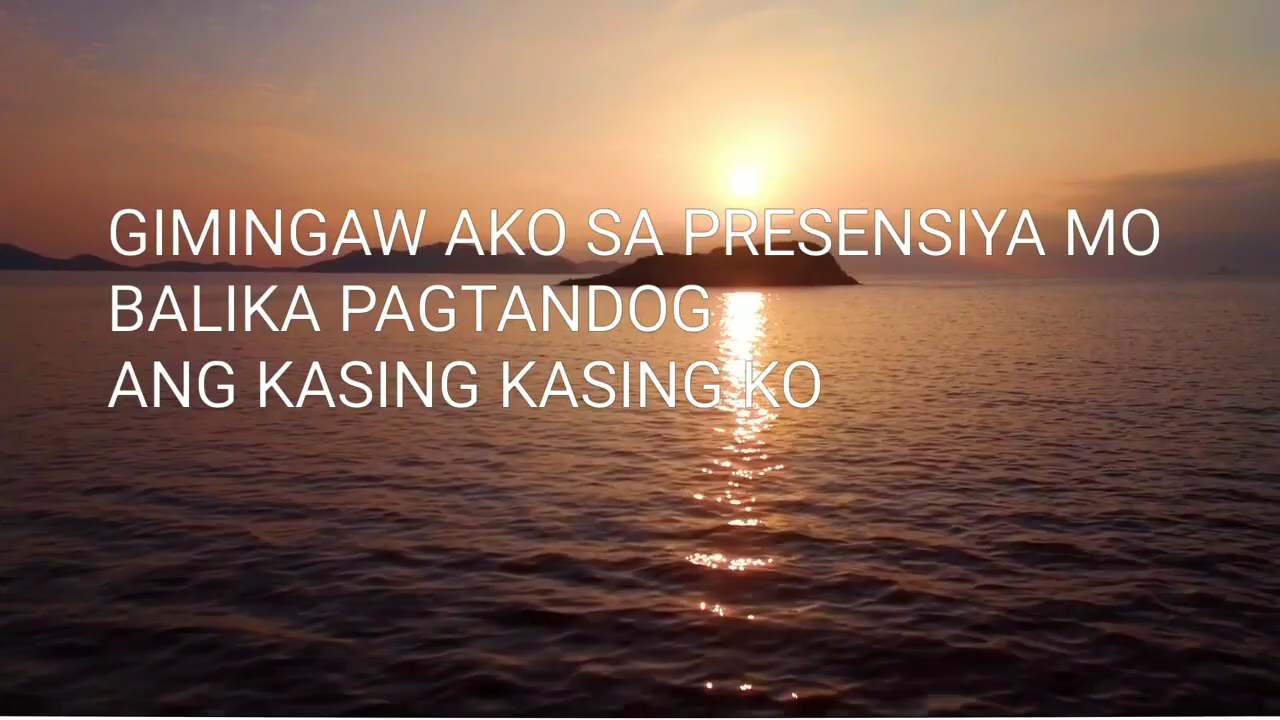 GIMINGAW AKO SA PRESENSIYA MO
BALIKA PAGTANDOG
ANG KASING KASING KO